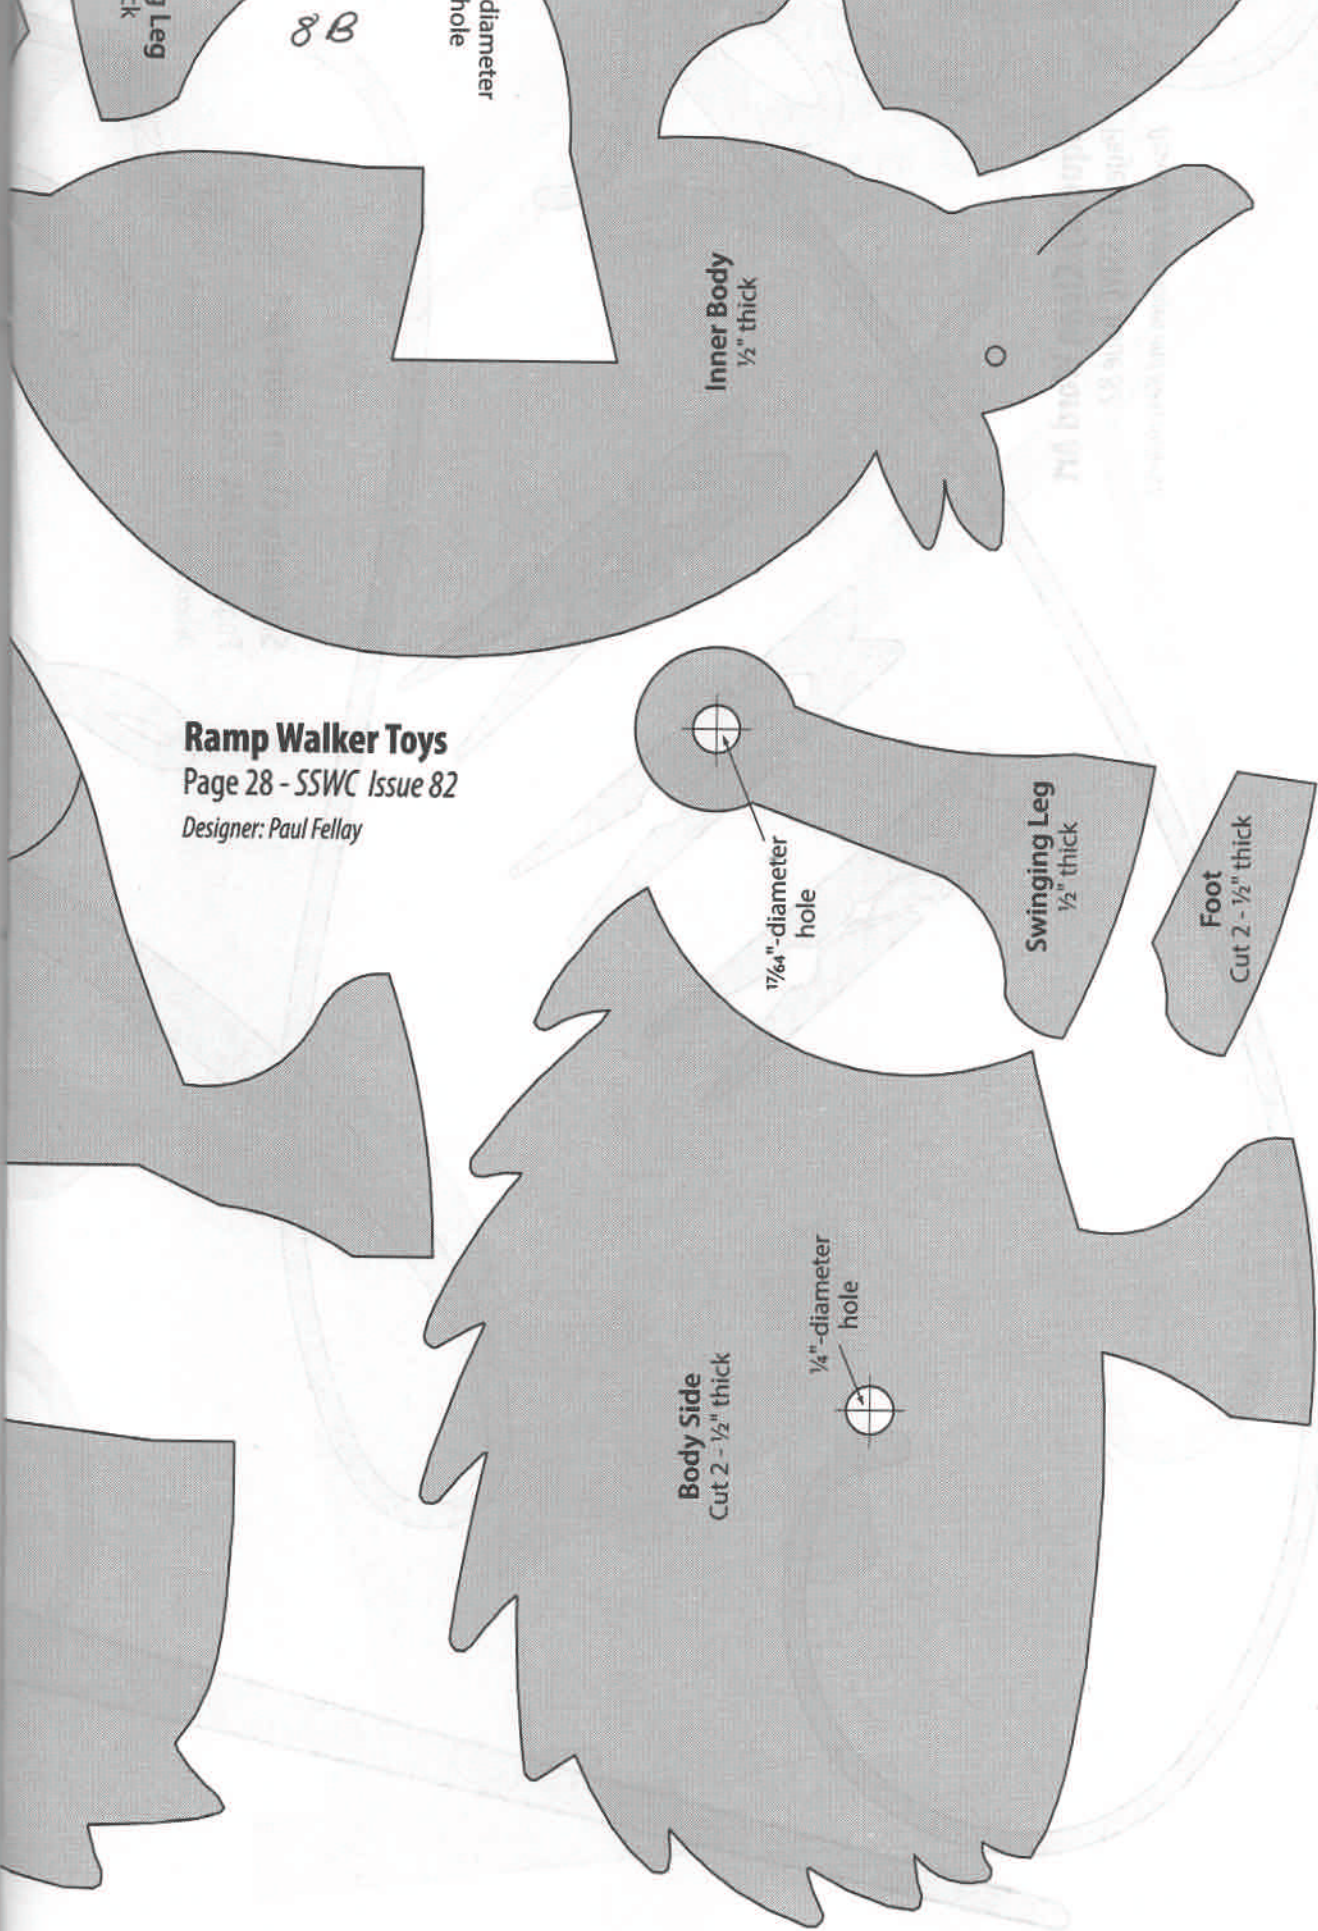 g Leg
ck
8B
diameter
hole
Inner Body
½" thick
Ramp Walker Toys
Page 28 - SSWC Issue 82
Designer: Paul Fellay
17/64"-diameter
hole
Swinging Leg
½" thick
Foot
Cut 2 - ½" thick
Body Side
Cut 2 - ½" thick
¼"-diameter
hole